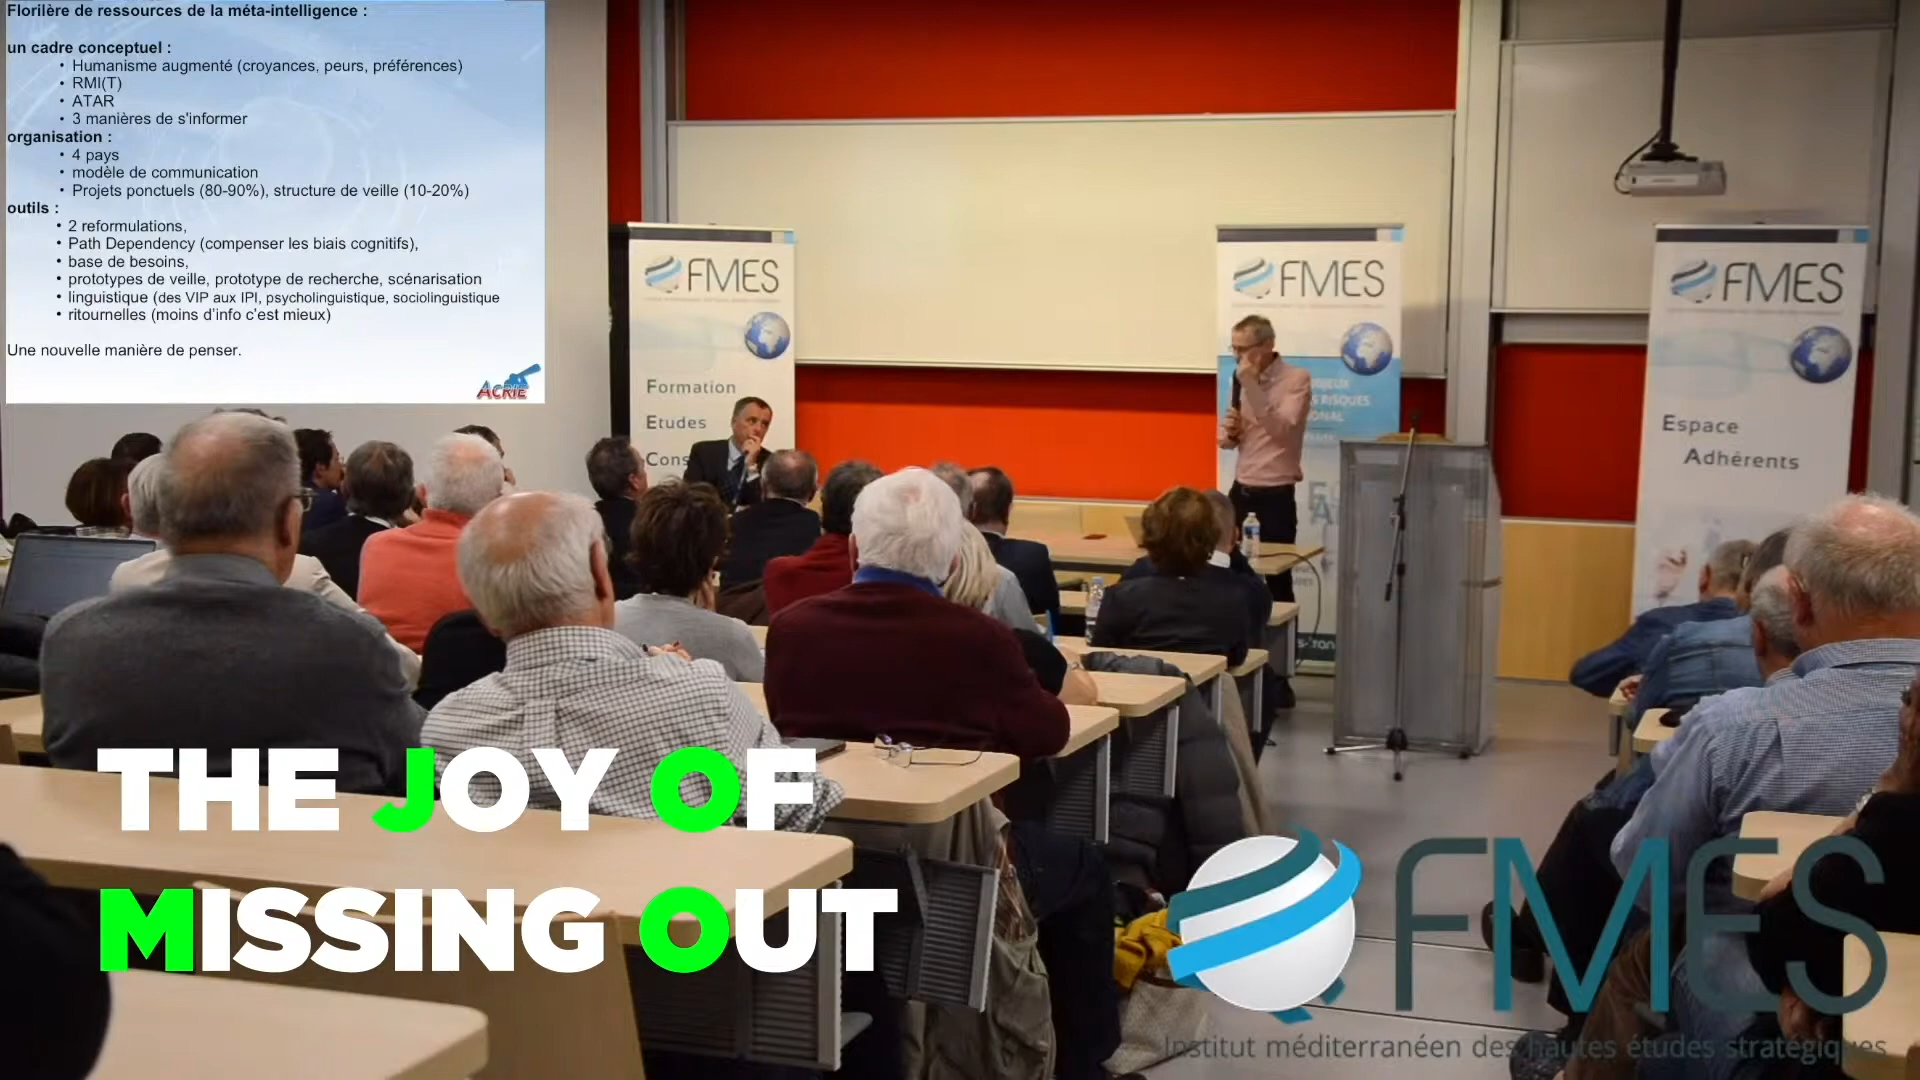 Florilère de ressources de la méta-intelligence :
un cadre conceptuel :
• Humanisme augmenté (croyances, peurs, préférences)
• RMI(T)
• ATAR
• 3 manières de s'informer
organisation :
• 4 pays
• modèle de communication
• Projets ponctuels (80-90%), structure de veille (10-20%)
outils :
• 2 reformulations,
• Path Dependency (compenser les biais cognitifs),
• base de besoins,
• prototypes de veille, prototype de recherche, scénarisation
• linguistique (des VIP aux IPI, psycholinguistique, sociolinguistique
• ritournelles (moins d'info c'est mieux)
Une nouvelle manière de penser.
ACRIE
FMES
Formation
Etudes
Cons
FMES
RISQUES
ONAL
FMES
Espace
Adhérents
THE JOY OF
MISSING OUT
FMES
Institut méditerranéen des hautes études stratégiques